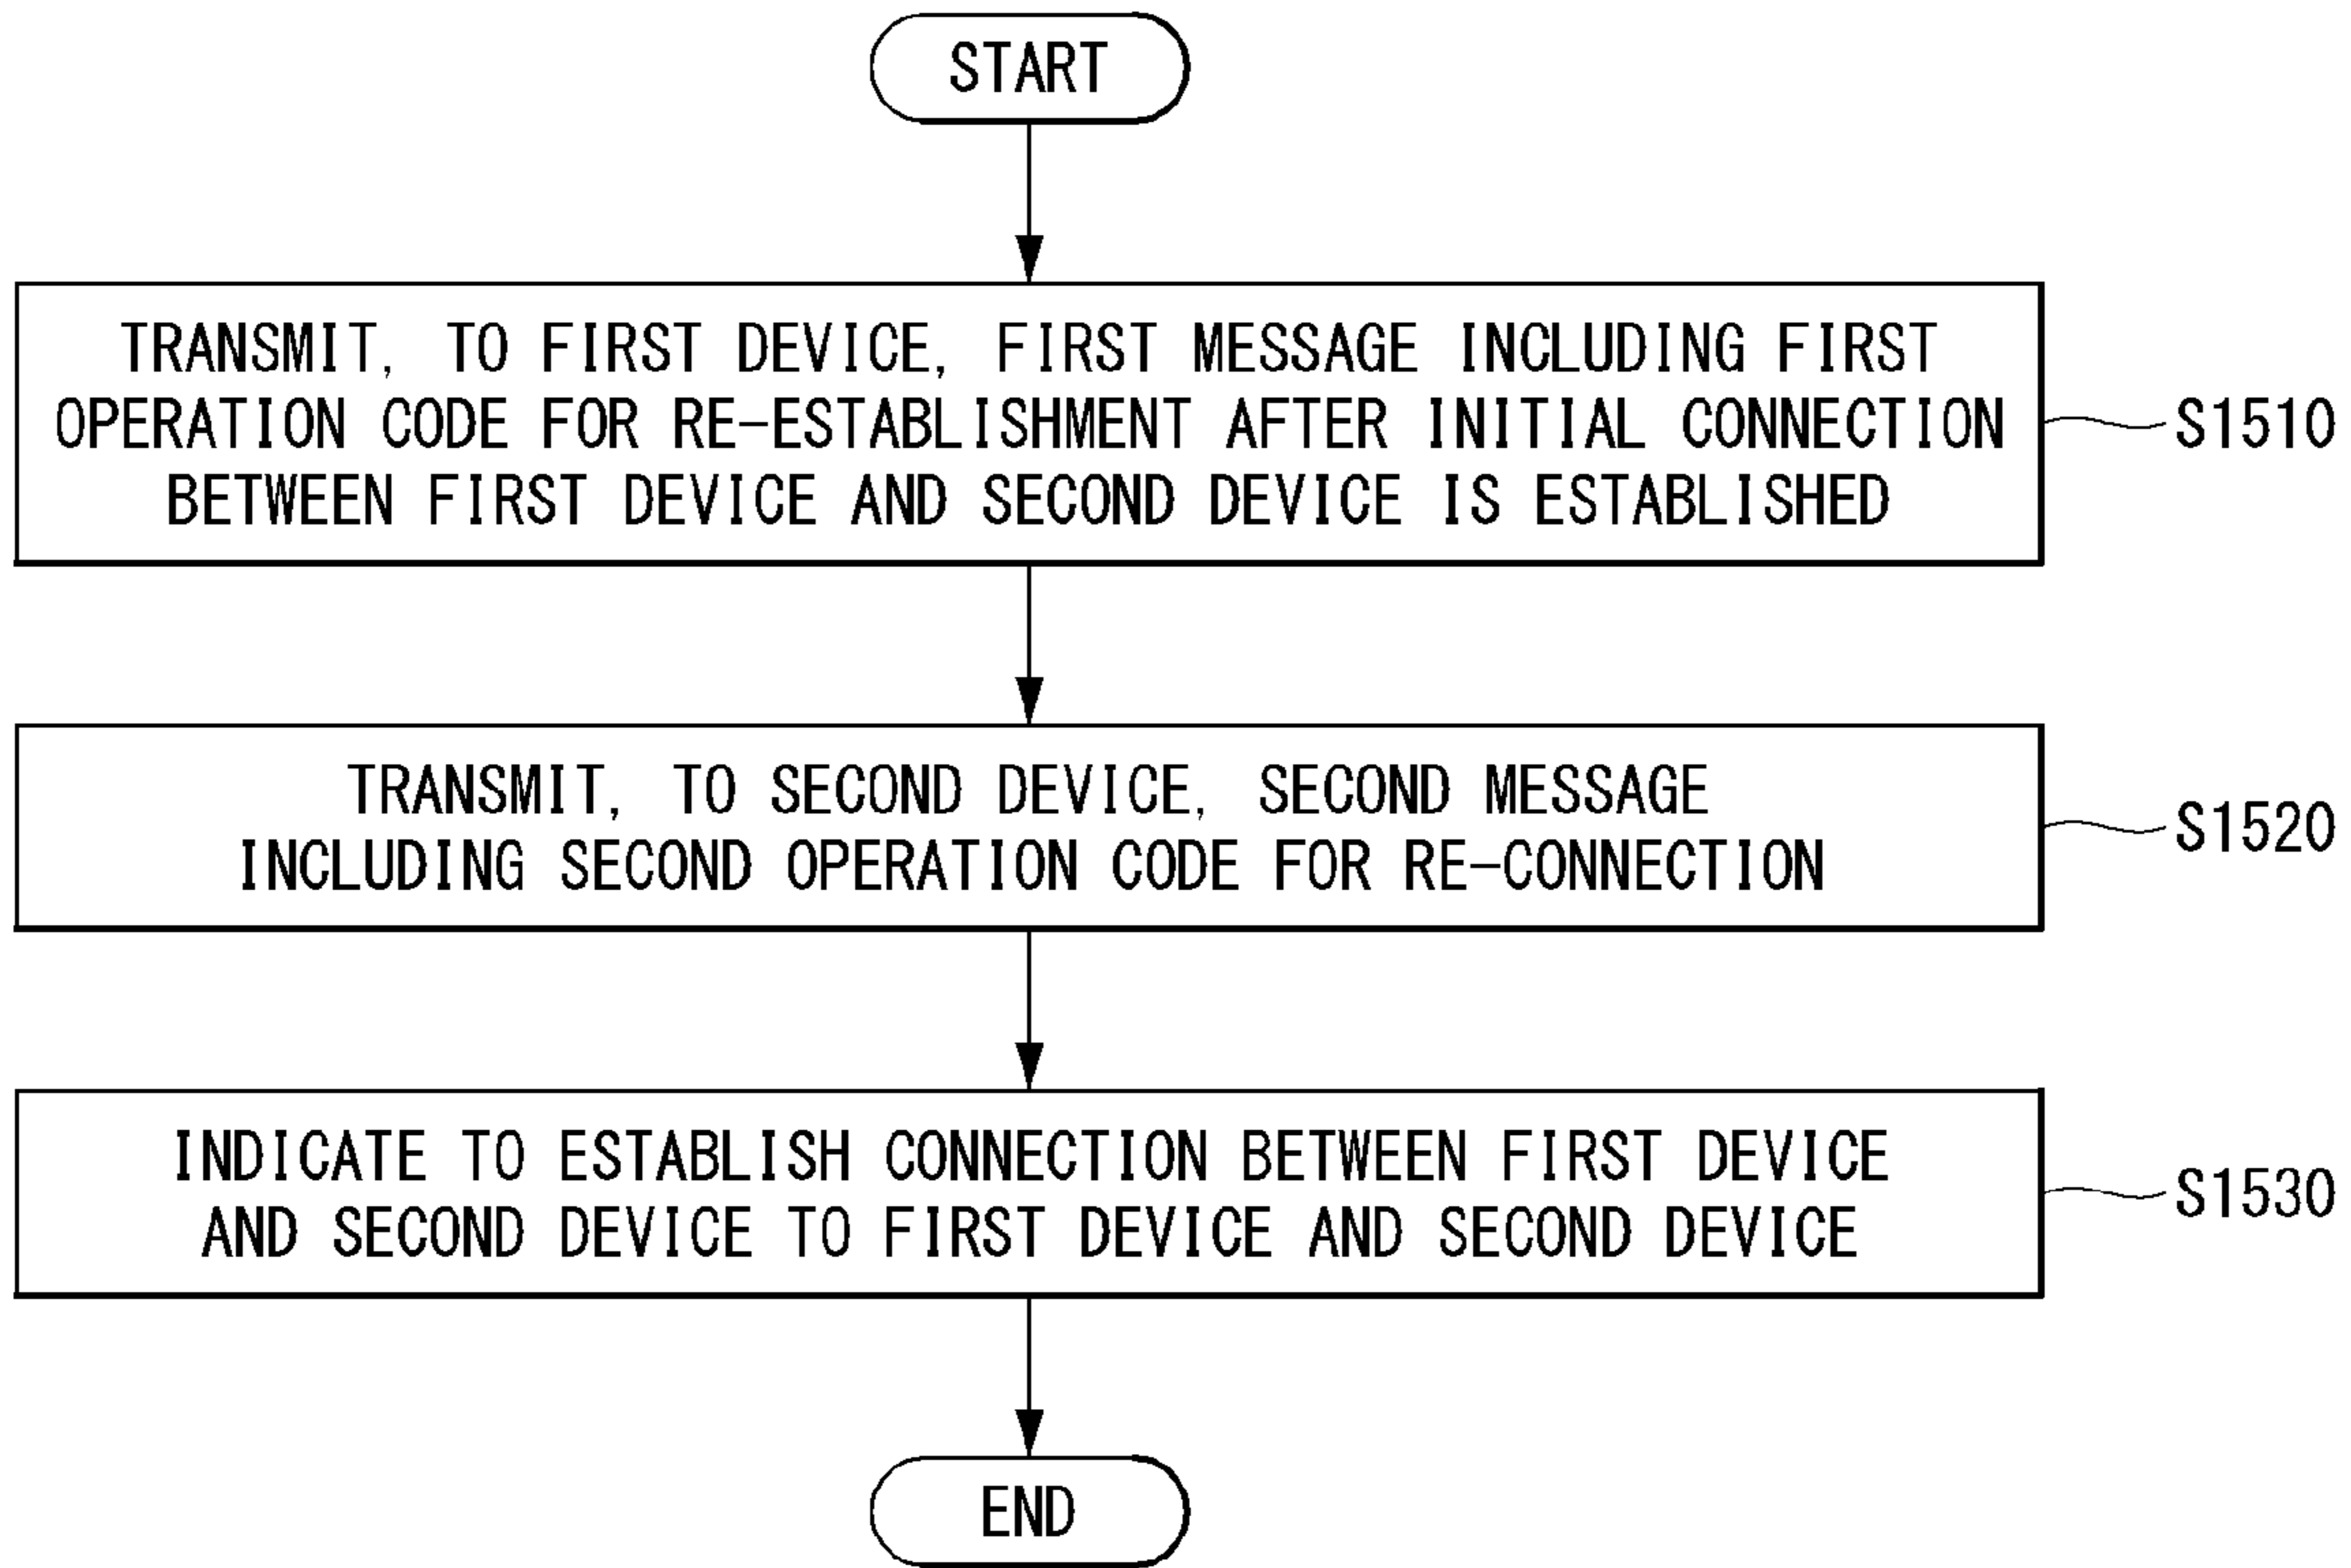 START
TRANSMIT, TO FIRST DEVICE, FIRST MESSAGE INCLUDING FIRST
OPERATION CODE FOR RE-ESTABLISHMENT AFTER INITIAL CONNECTION
BETWEEN FIRST DEVICE AND SECOND DEVICE IS ESTABLISHED
S1510
TRANSMIT, TO SECOND DEVICE, SECOND MESSAGE
INCLUDING SECOND OPERATION CODE FOR RE-CONNECTION
S1520
INDICATE TO ESTABLISH CONNECTION BETWEEN FIRST DEVICE
AND SECOND DEVICE TO FIRST DEVICE AND SECOND DEVICE
S1530
END